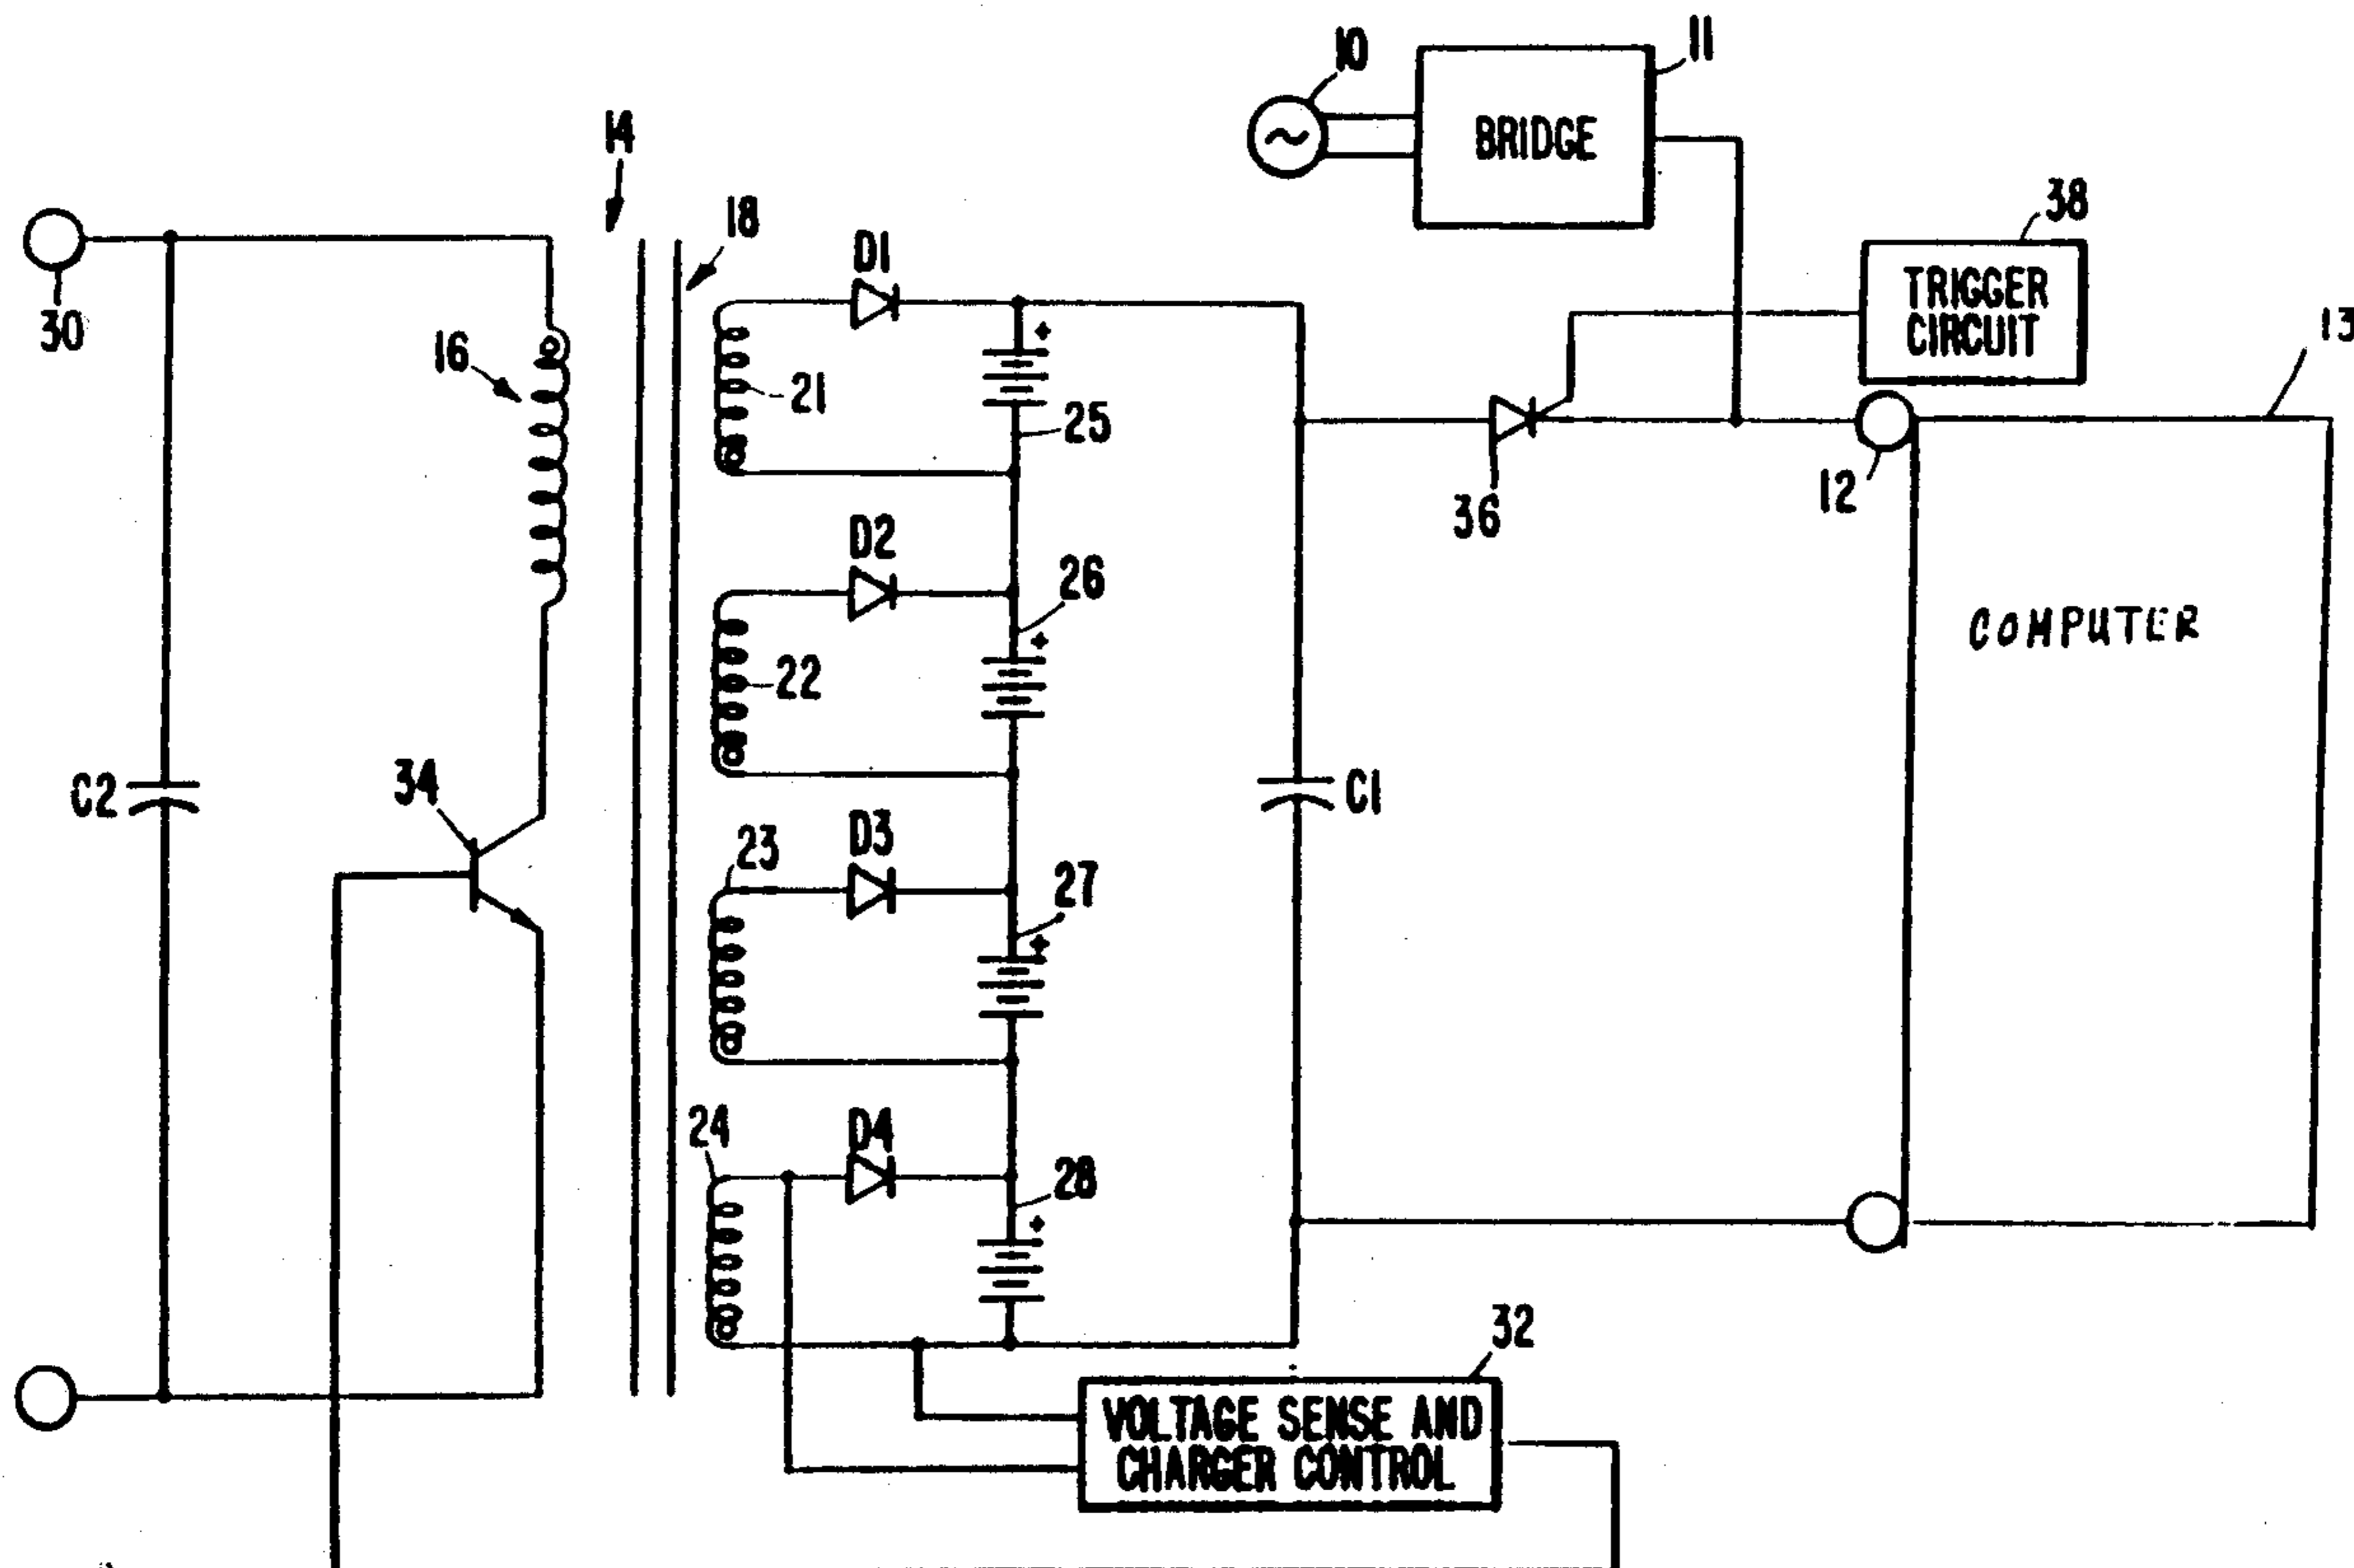 10
11
BRIDGE
14
38
18
TRIGGER
CIRCUIT
D1
30
13
16
21
25
12
36
D2
26
COMPUTER
22
C2
34
C1
D3
23
27
24
D4
28
32
VOLTAGE SENSE AND
CHARGER CONTROL